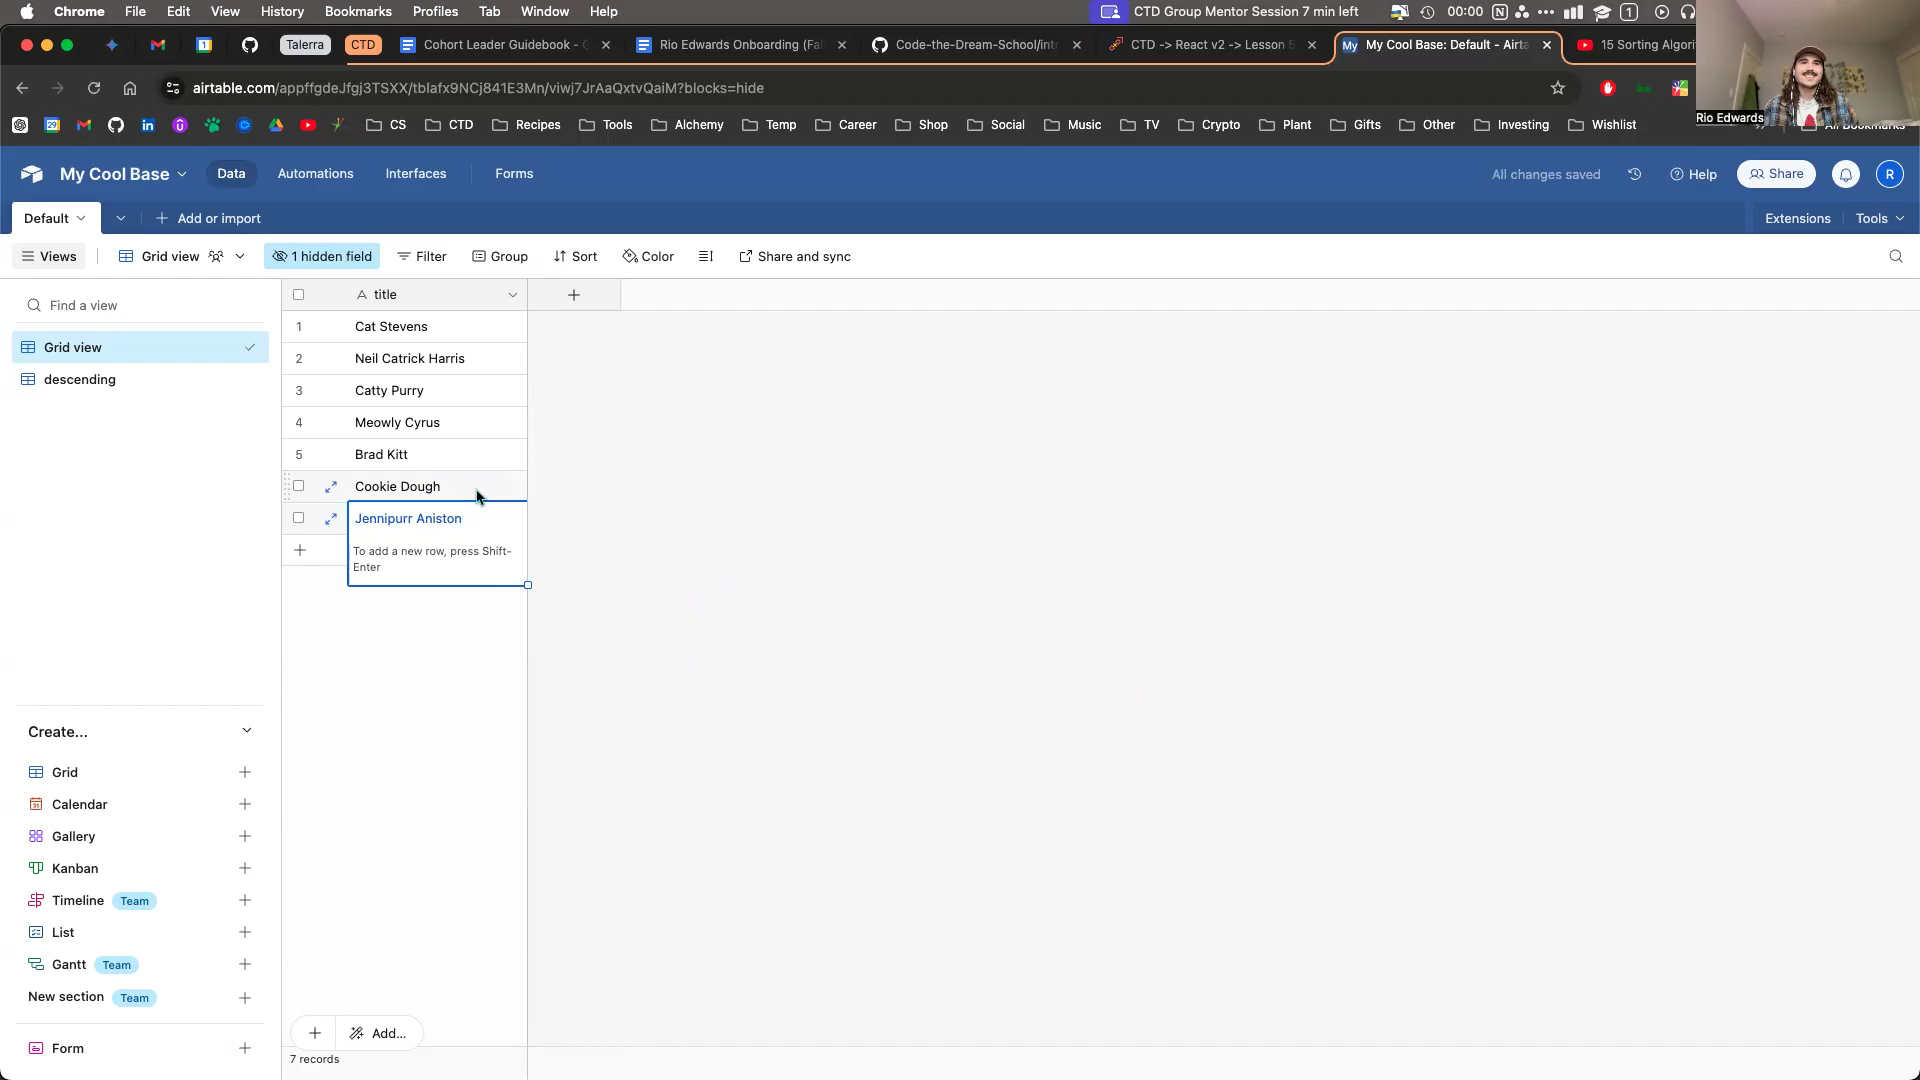 Chrome File Edit View History Bookmarks Profiles Tab Window Help CTD Group Mentor Session 7 min left 00:00 1
Talerra CTD Cohort Leader Guidebook - Rio Edwards Onboarding (Fal Code-the-Dream-School/intr CTD -> React v2 -> Lesson 5 My My Cool Base: Default - Airta 15 Sorting Algori
airtable.com/appffgdeJfgj3TSXX/tblafx9NCj841E3Mn/viwj7JrAaQxtvQaiM?blocks=hide
Rio Edwards
CS CTD Recipes Tools Alchemy Temp Career Shop Social Music TV Crypto Plant Gifts Other Investing Wishlist All Bookmarks
My Cool Base Data Automations Interfaces Forms All changes saved Help Share R
Default Add or import Extensions Tools
Views Grid view 1 hidden field Filter Group Sort Color Share and sync
Find a view
Grid view
descending
A title
1 Cat Stevens
2 Neil Catrick Harris
3 Catty Purry
4 Meowly Cyrus
5 Brad Kitt
Cookie Dough
Jennipurr Aniston
To add a new row, press Shift-
Enter
Create...
Grid
Calendar
Gallery
Kanban
Timeline Team
List
Gantt Team
New section Team
Form
Add...
7 records